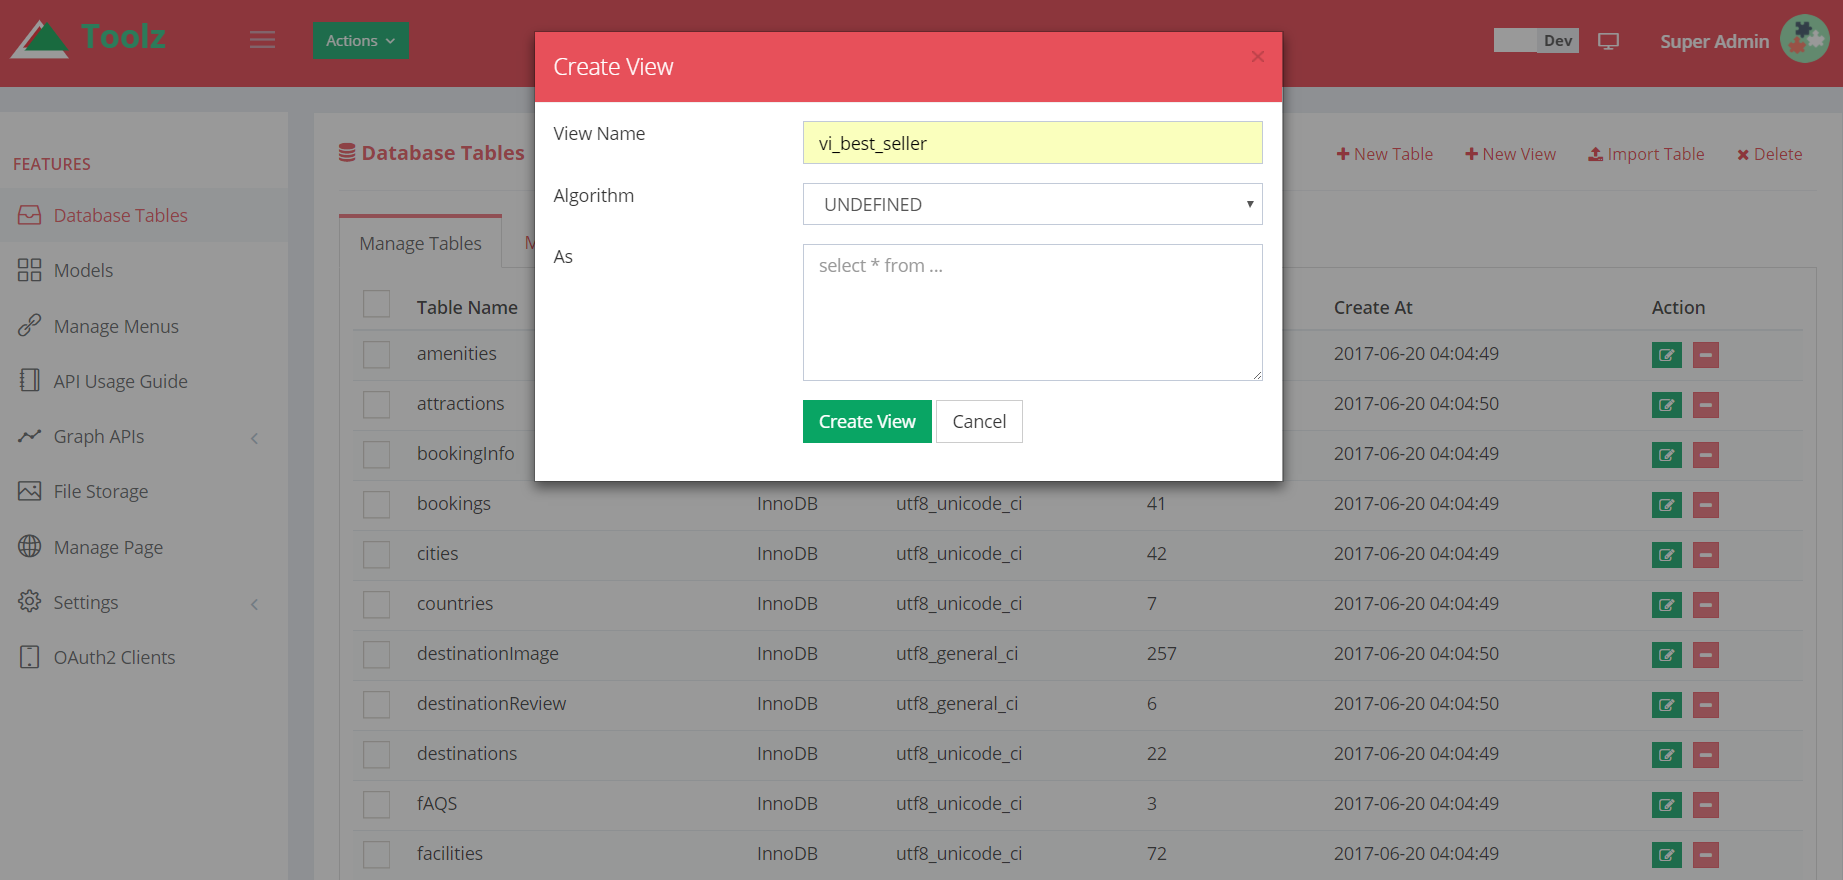 Toolz
Actions
Dev
Super Admin
Create View
×
View Name
vi_best_seller
Algorithm
UNDEFINED
As
select * from ...
Create View
Cancel
FEATURES
Database Tables
Models
Manage Menus
API Usage Guide
Graph APIs
File Storage
Manage Page
Settings
OAuth2 Clients
Database Tables
New Table
New View
Import Table
Delete
Manage Tables
Table Name Create At Action
amenities 2017-06-20 04:04:49
attractions 2017-06-20 04:04:50
bookingInfo 2017-06-20 04:04:49
bookings InnoDB utf8_unicode_ci 41 2017-06-20 04:04:49
cities InnoDB utf8_unicode_ci 42 2017-06-20 04:04:49
countries InnoDB utf8_unicode_ci 7 2017-06-20 04:04:49
destinationImage InnoDB utf8_general_ci 257 2017-06-20 04:04:50
destinationReview InnoDB utf8_general_ci 6 2017-06-20 04:04:50
destinations InnoDB utf8_unicode_ci 22 2017-06-20 04:04:49
fAQS InnoDB utf8_unicode_ci 3 2017-06-20 04:04:49
facilities InnoDB utf8_unicode_ci 72 2017-06-20 04:04:49